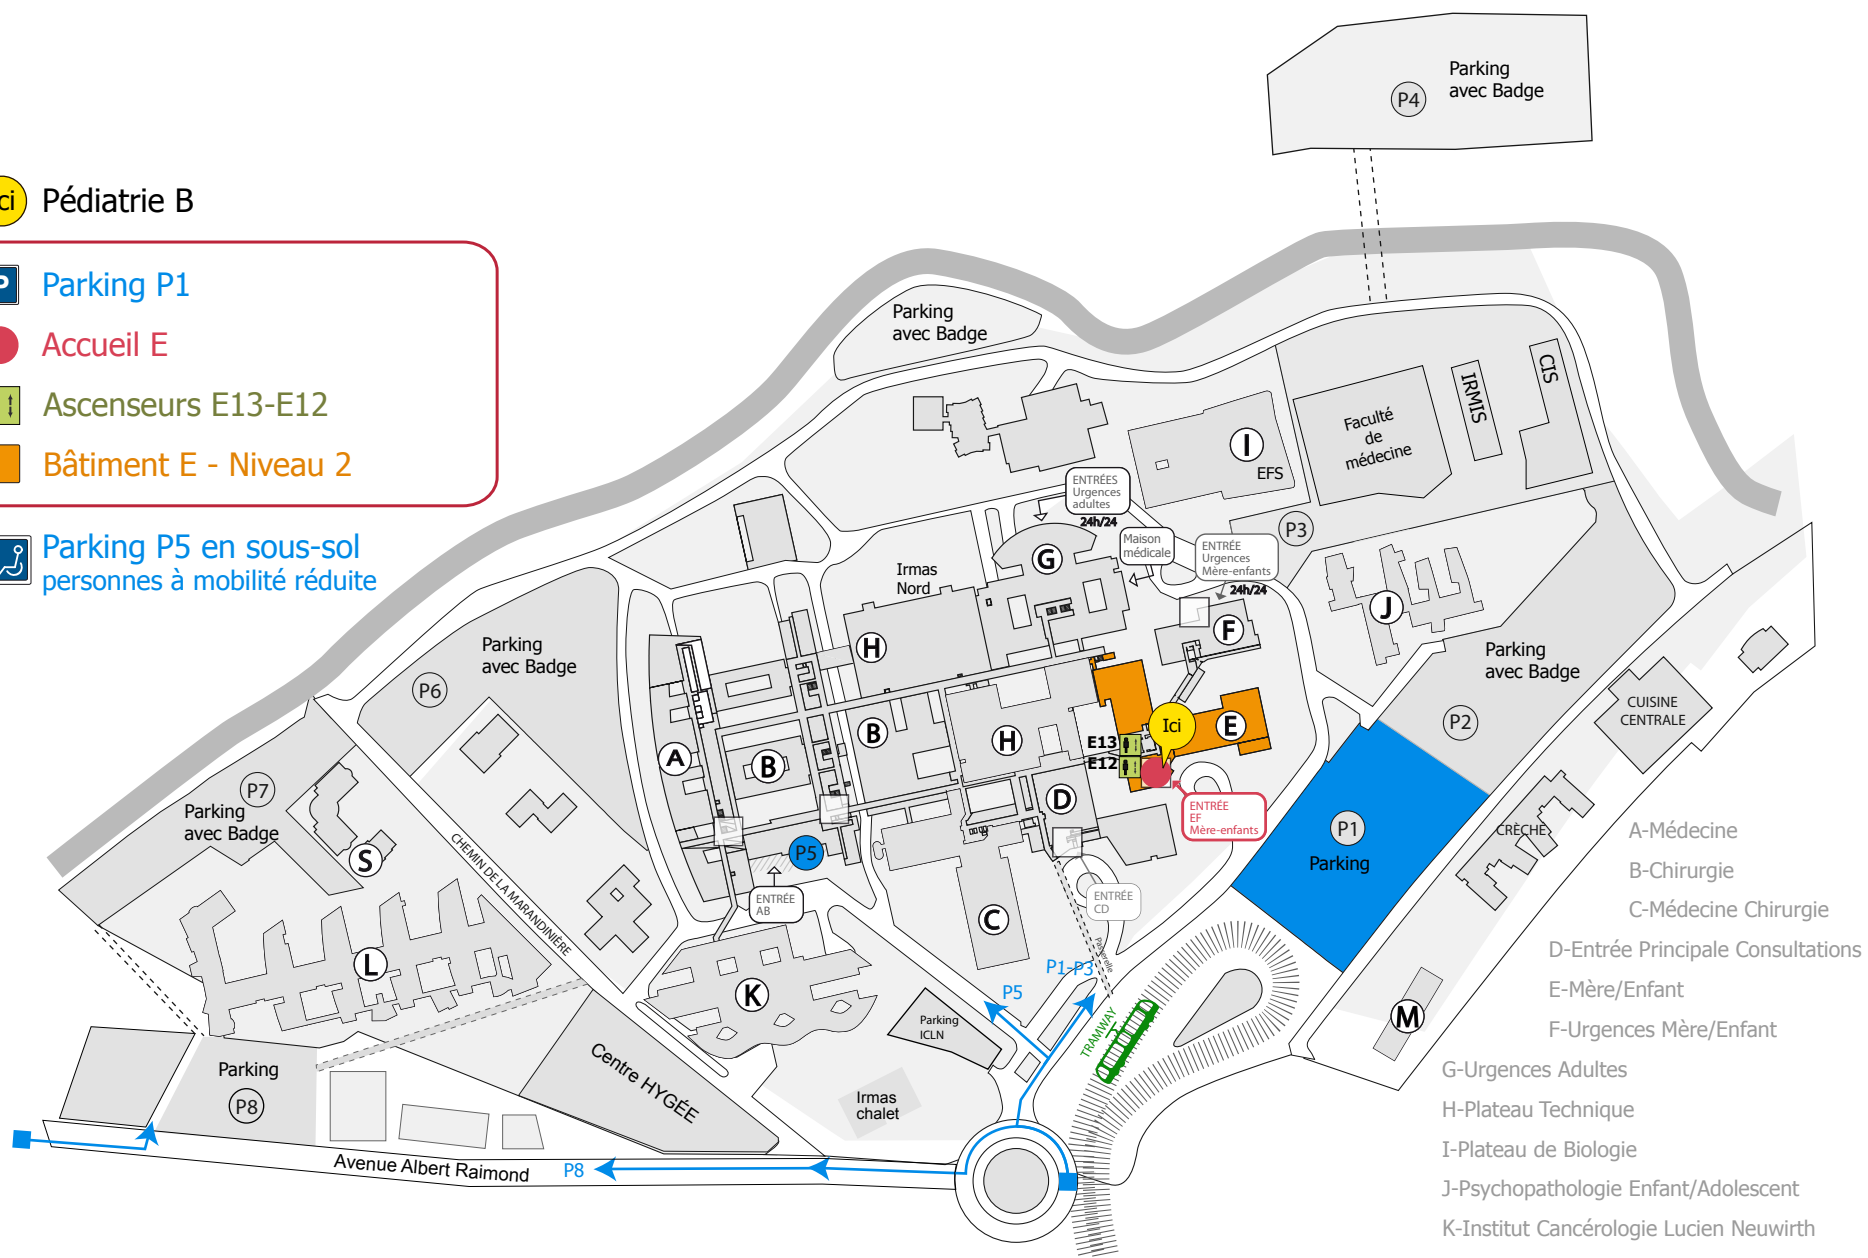 ci Pédiatrie B
P Parking P1
Accueil E
Ascenseurs E13-E12
Bâtiment E - Niveau 2
Parking P5 en sous-sol
personnes à mobilité réduite
Parking
avec Badge
P4
Parking
avec Badge
CIS
IRMIS
Faculté
de
médecine
I
EFS
ENTRÉES
Urgences
adultes
24h/24
P3
Maison
médicale
ENTRÉE
Urgences
Mère-enfants
24h/24
G
Irmas
Nord
J
F
H
Parking
avec Badge
P6
Parking
avec Badge
P2
CUISINE
CENTRALE
Ici
E
E13
E12
B
H
A
B
D
P7
Parking
avec Badge
ENTRÉE
EF
Mère-enfants
P1
Parking
CRÈCHE
S
P5
CHEMIN DE LA MARANDINIÈRE
ENTRÉE
AB
ENTRÉE
CD
C
Passerelle
L
K
P5
P1-P3
TRAMWAY
M
Parking
ICLN
Centre HYGÉE
Irmas
chalet
Parking
P8
Avenue Albert Raimond
P8
A-Médecine
B-Chirurgie
C-Médecine Chirurgie
D-Entrée Principale Consultations
E-Mère/Enfant
F-Urgences Mère/Enfant
G-Urgences Adultes
H-Plateau Technique
I-Plateau de Biologie
J-Psychopathologie Enfant/Adolescent
K-Institut Cancérologie Lucien Neuwirth